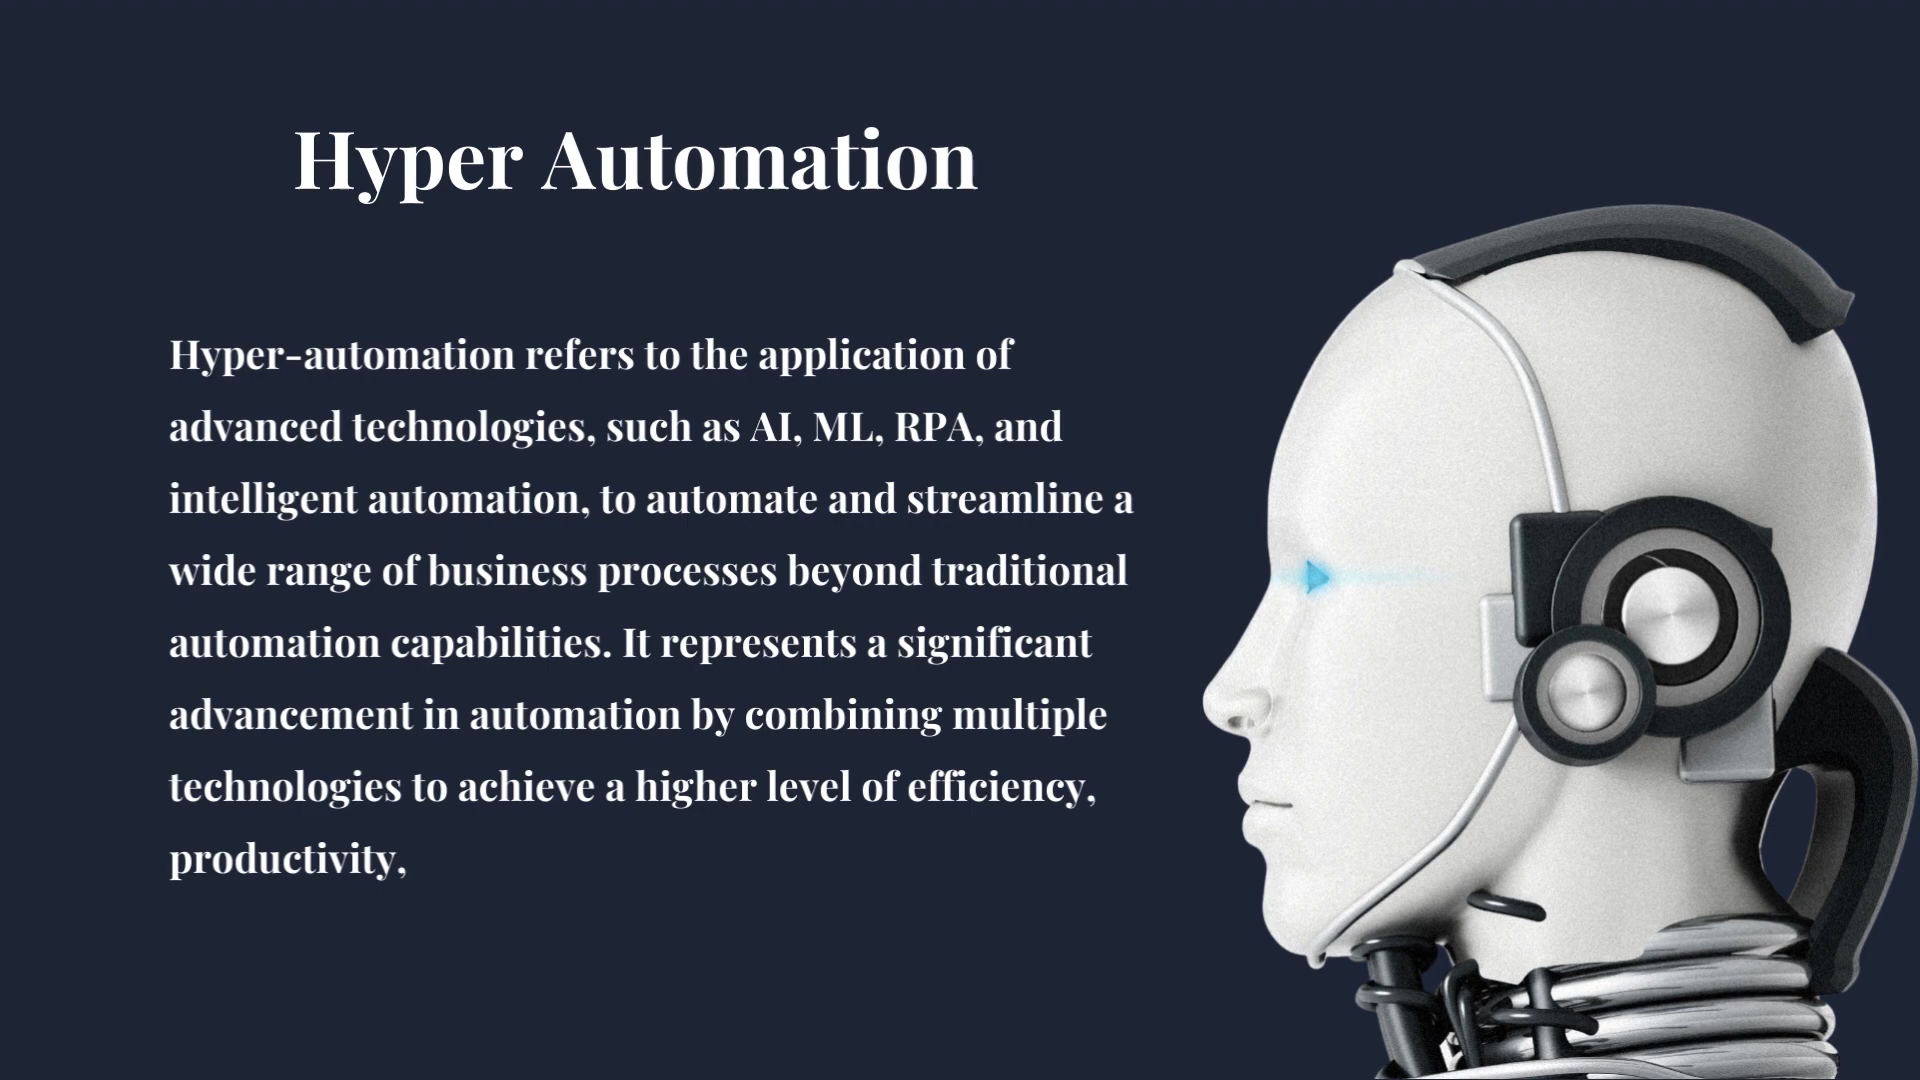 Hyper Automation
Hyper-automation refers to the application of
advanced technologies, such as AI, ML, RPA, and
intelligent automation, to automate and streamline a
wide range of business processes beyond traditional
automation capabilities. It represents a significant
advancement in automation by combining multiple
technologies to achieve a higher level of efficiency,
productivity,